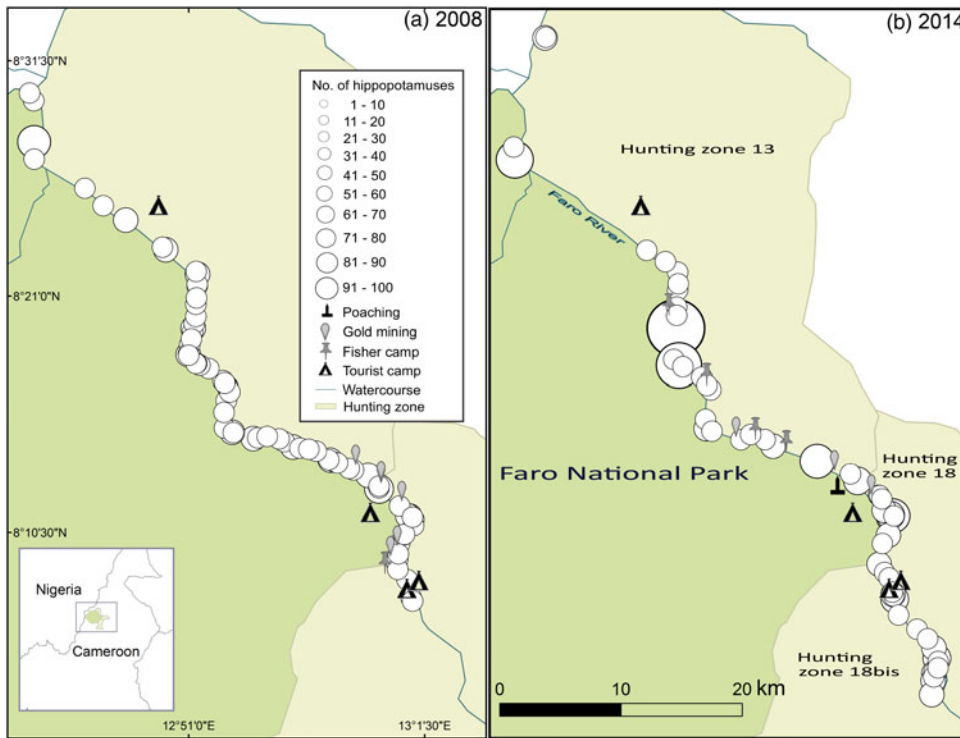 (a) 2008
8°31'30"N
8°21'0"N
8°10'30"N
12°51'0"E
13°1'30"E
No. of hippopotamuses
1 - 10
11 - 20
21 - 30
31 - 40
41 - 50
51 - 60
61 - 70
71 - 80
81 - 90
91 - 100
Poaching
Gold mining
Fisher camp
Tourist camp
Watercourse
Hunting zone
Nigeria
Cameroon
(b) 2014
Hunting zone 13
Faro River
Faro National Park
Hunting
zone 18
Hunting
zone 18bis
0 10 20 km